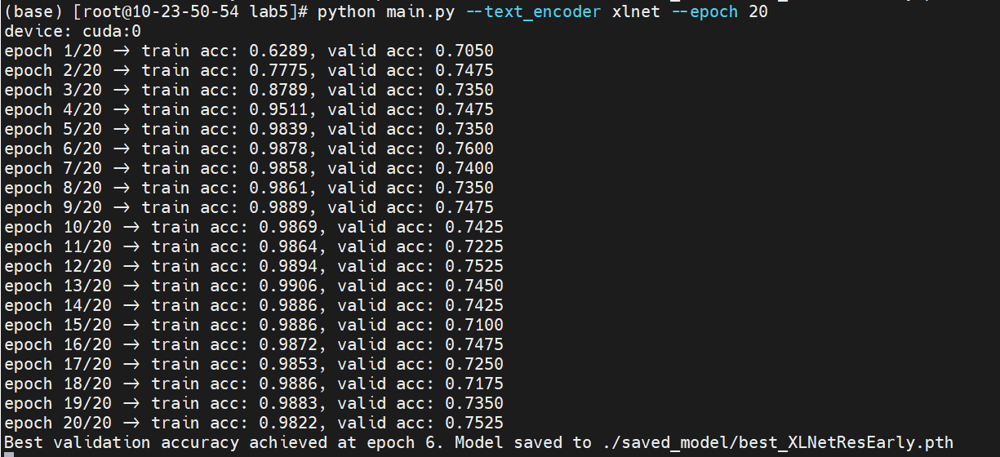 (base) [root@10-23-50-54 lab5]# python main.py --text_encoder xlnet --epoch 20
device: cuda:0
epoch 1/20 → train acc: 0.6289, valid acc: 0.7050
epoch 2/20 → train acc: 0.7775, valid acc: 0.7475
epoch 3/20 → train acc: 0.8789, valid acc: 0.7350
epoch 4/20 → train acc: 0.9511, valid acc: 0.7475
epoch 5/20 → train acc: 0.9839, valid acc: 0.7350
epoch 6/20 → train acc: 0.9878, valid acc: 0.7600
epoch 7/20 → train acc: 0.9858, valid acc: 0.7400
epoch 8/20 → train acc: 0.9861, valid acc: 0.7350
epoch 9/20 → train acc: 0.9889, valid acc: 0.7475
epoch 10/20 → train acc: 0.9869, valid acc: 0.7425
epoch 11/20 → train acc: 0.9864, valid acc: 0.7225
epoch 12/20 → train acc: 0.9894, valid acc: 0.7525
epoch 13/20 → train acc: 0.9906, valid acc: 0.7450
epoch 14/20 → train acc: 0.9886, valid acc: 0.7425
epoch 15/20 → train acc: 0.9886, valid acc: 0.7100
epoch 16/20 → train acc: 0.9872, valid acc: 0.7475
epoch 17/20 → train acc: 0.9853, valid acc: 0.7250
epoch 18/20 → train acc: 0.9886, valid acc: 0.7175
epoch 19/20 → train acc: 0.9883, valid acc: 0.7350
epoch 20/20 → train acc: 0.9822, valid acc: 0.7525
Best validation accuracy achieved at epoch 6. Model saved to ./saved_model/best_XLNetResEarly.pth